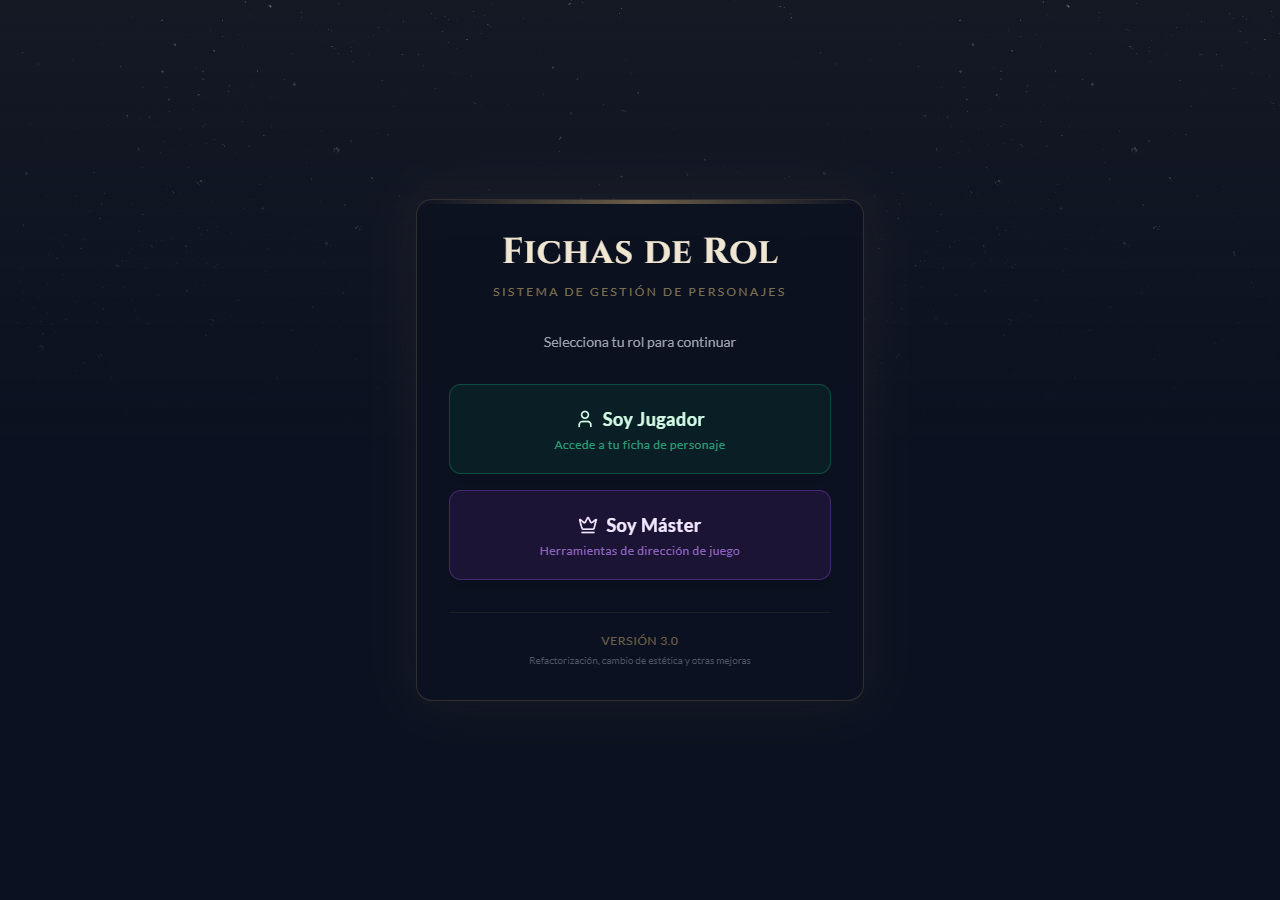 Fichas de Rol
SISTEMA DE GESTIÓN DE PERSONAJES
Selecciona tu rol para continuar
Soy Jugador
Accede a tu ficha de personaje
Soy Máster
Herramientas de dirección de juego
VERSIÓN 3.0
Refactorización, cambio de estética y otras mejoras